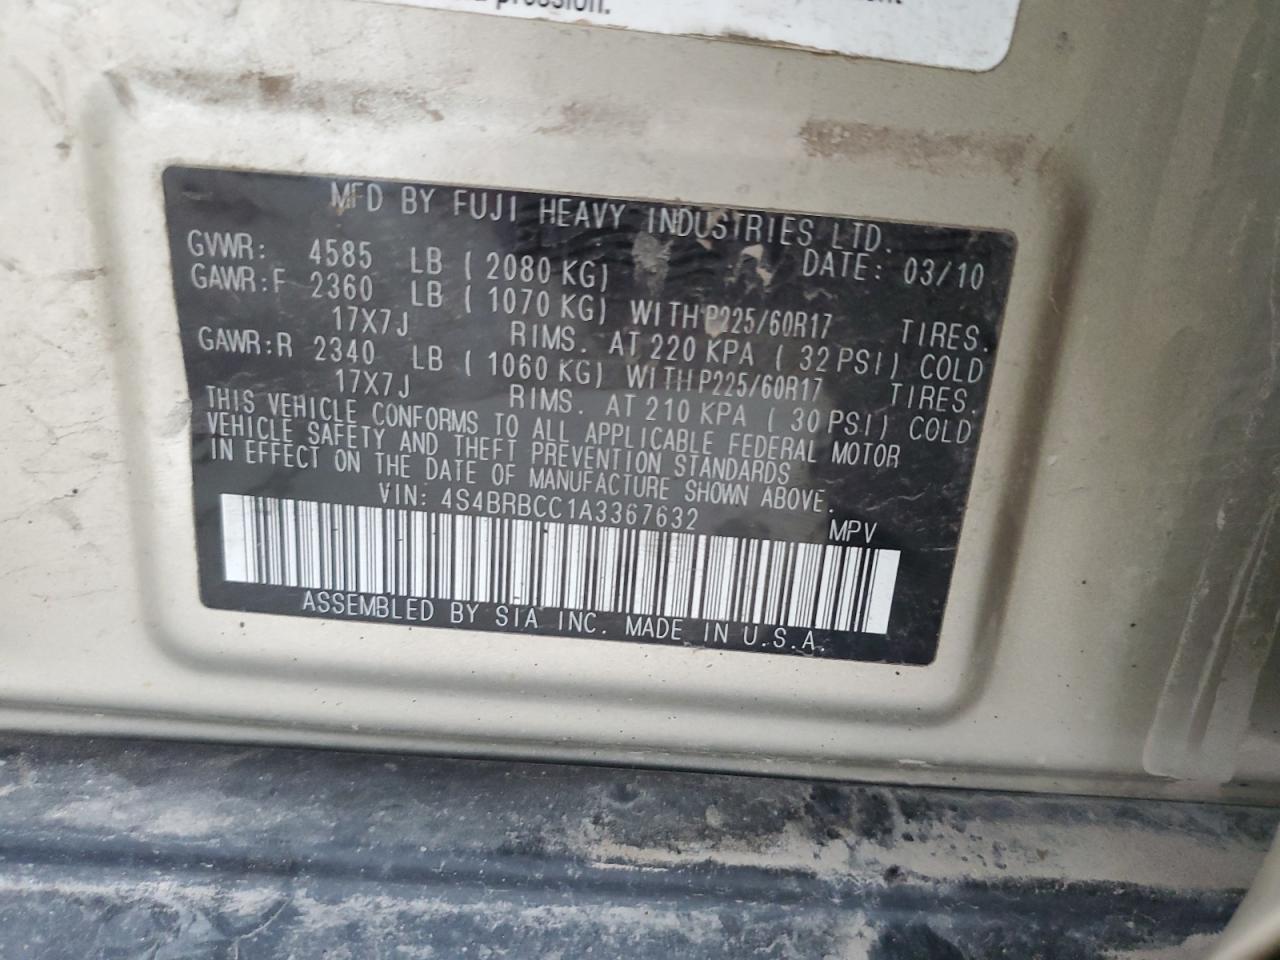 pression.
MFD BY FUJI HEAVY INDUSTRIES LTD.
GVWR: 4585 LB ( 2080 KG) DATE: 03/10
GAWR:F 2360 LB ( 1070 KG) WITH P225/60R17 TIRES.
17X7J RIMS. AT 220 KPA ( 32 PSI) COLD
GAWR:R 2340 LB ( 1060 KG) WITH P225/60R17 TIRES.
17X7J RIMS. AT 210 KPA ( 30 PSI) COLD
THIS VEHICLE CONFORMS TO ALL APPLICABLE FEDERAL MOTOR
VEHICLE SAFETY AND THEFT PREVENTION STANDARDS
IN EFFECT ON THE DATE OF MANUFACTURE SHOWN ABOVE.
VIN: 4S4BRBCC1A3367632 MPV
ASSEMBLED BY SIA INC. MADE IN U.S.A.